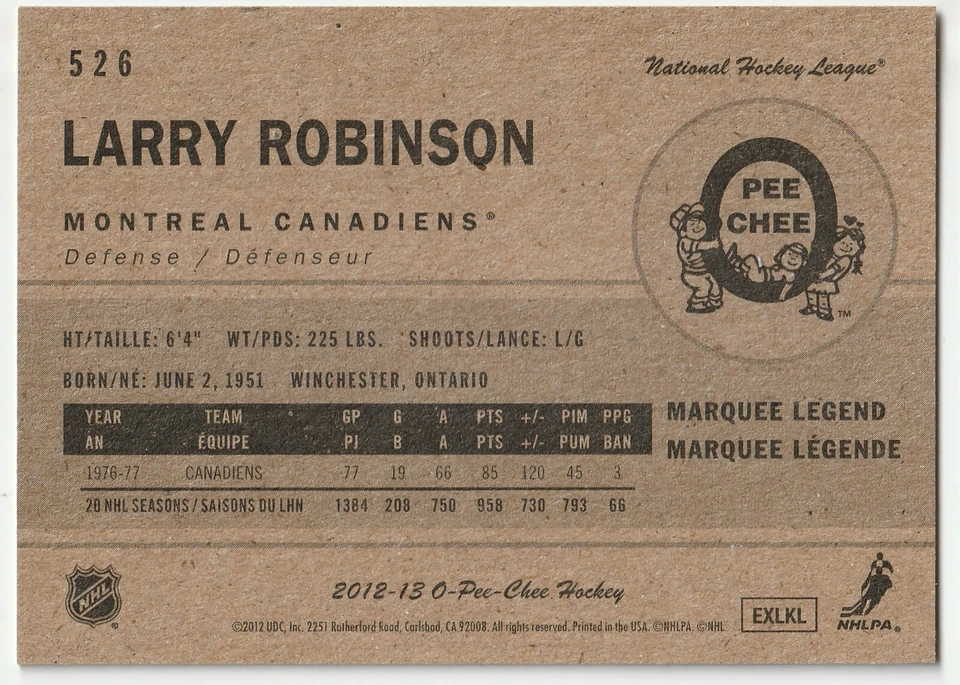 526
National Hockey League®
LARRY ROBINSON
MONTREAL CANADIENS®
Defense / Défenseur
PEE
CHEE
TM
HT/TAILLE: 6'4" WT/PDS: 225 LBS. SHOOTS/LANCE: L/G
BORN/NÉ: JUNE 2, 1951 WINCHESTER, ONTARIO
YEAR TEAM GP G A PTS +/- PIM PPG
AN ÉQUIPE PJ B A PTS +/- PUM BAN
1976-77 CANADIENS 77 19 66 85 120 45 3
20 NHL SEASONS / SAISONS DU LHN 1384 208 750 958 730 793 66
MARQUEE LEGEND
MARQUEE LÉGENDE
NHL®
2012-13 O-Pee-Chee Hockey
©2012 UDC, Inc. 2251 Rutherford Road, Carlsbad, CA 92008. All rights reserved. Printed in the USA. ©NHLPA. ©NHL
EXLKL
NHLPA®